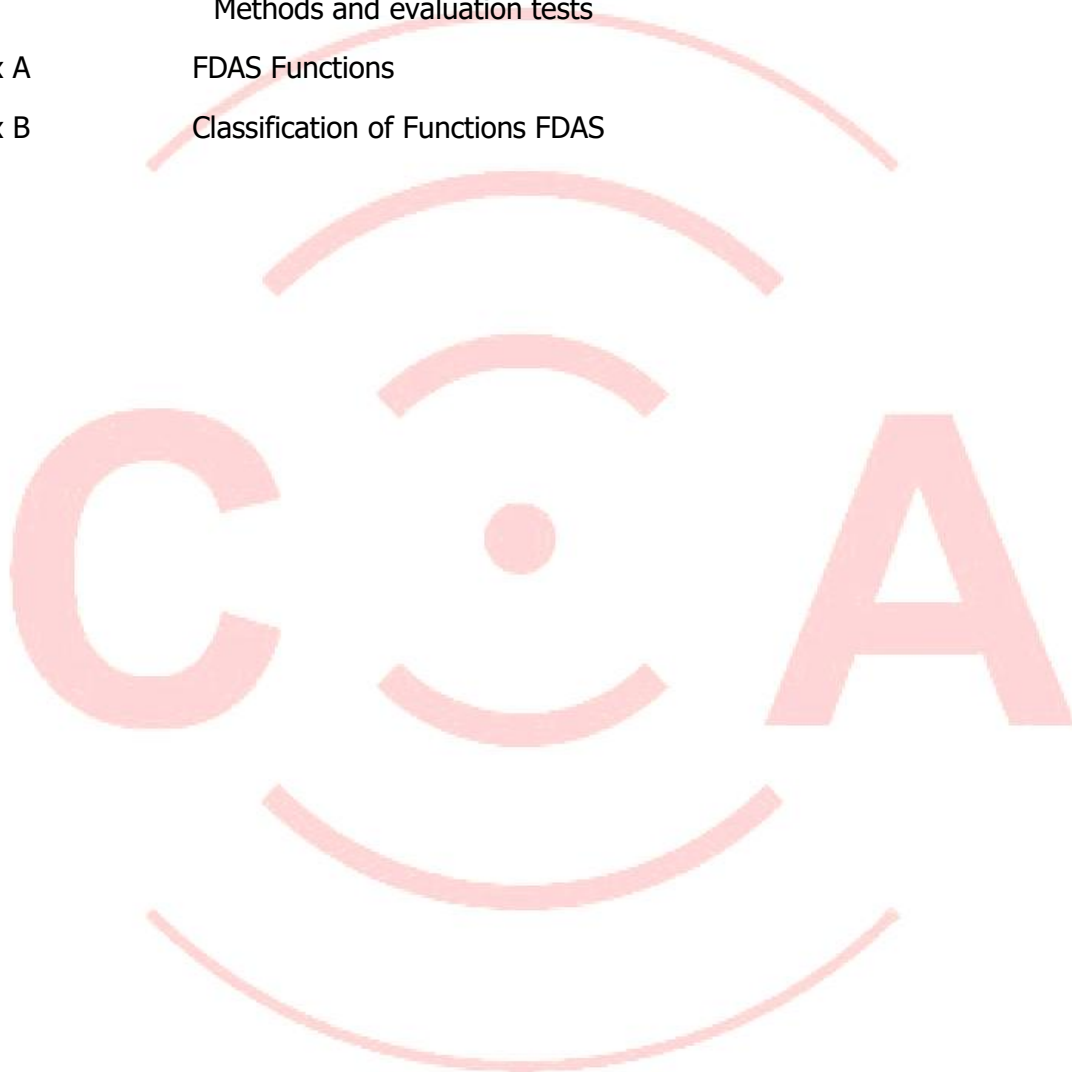 Methods and evaluation tests
x A FDAS Functions
x B Classification of Functions FDAS
C A